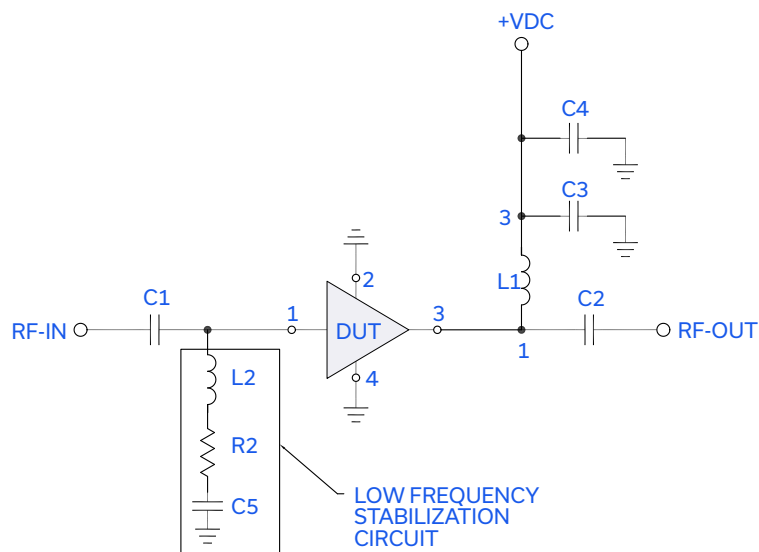 +VDC
C4
C3
3
2
L1
C1
C2
1
3
RF-IN
DUT
RF-OUT
1
4
L2
R2
C5
LOW FREQUENCY
STABILIZATION
CIRCUIT